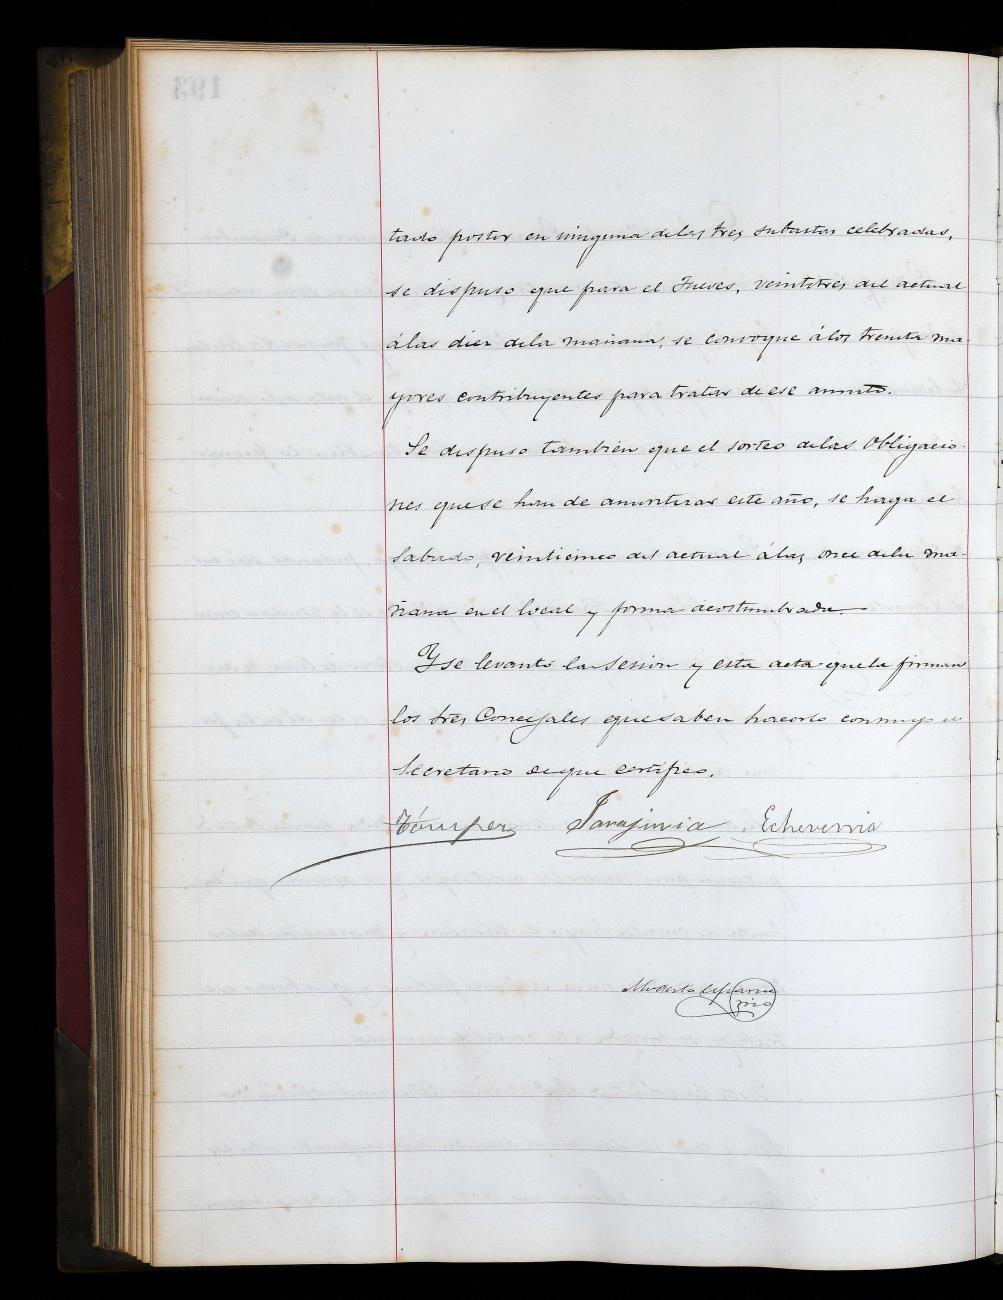 tado postor en ninguna de las tres subastas celebradas,
se dispuso que para el Jueves, veintitres del actual
á las diez de la mañana, se convoque á los treinta ma-
yores contribuyentes para tratar de ese asunto.
Se dispuso tambien que el sorteo de las Obligacio-
nes que se han de amortizar este año, se haga el
Sabado, veinticinco del actual á las once de la ma-
ñana en el local y forma acostumbrada.
Y se levantó la Sesion y esta acta que la firman
los tres Concejales que saben hacerlo conmigo el
Secretario de que certifico.
Echeverria
Modesto
193